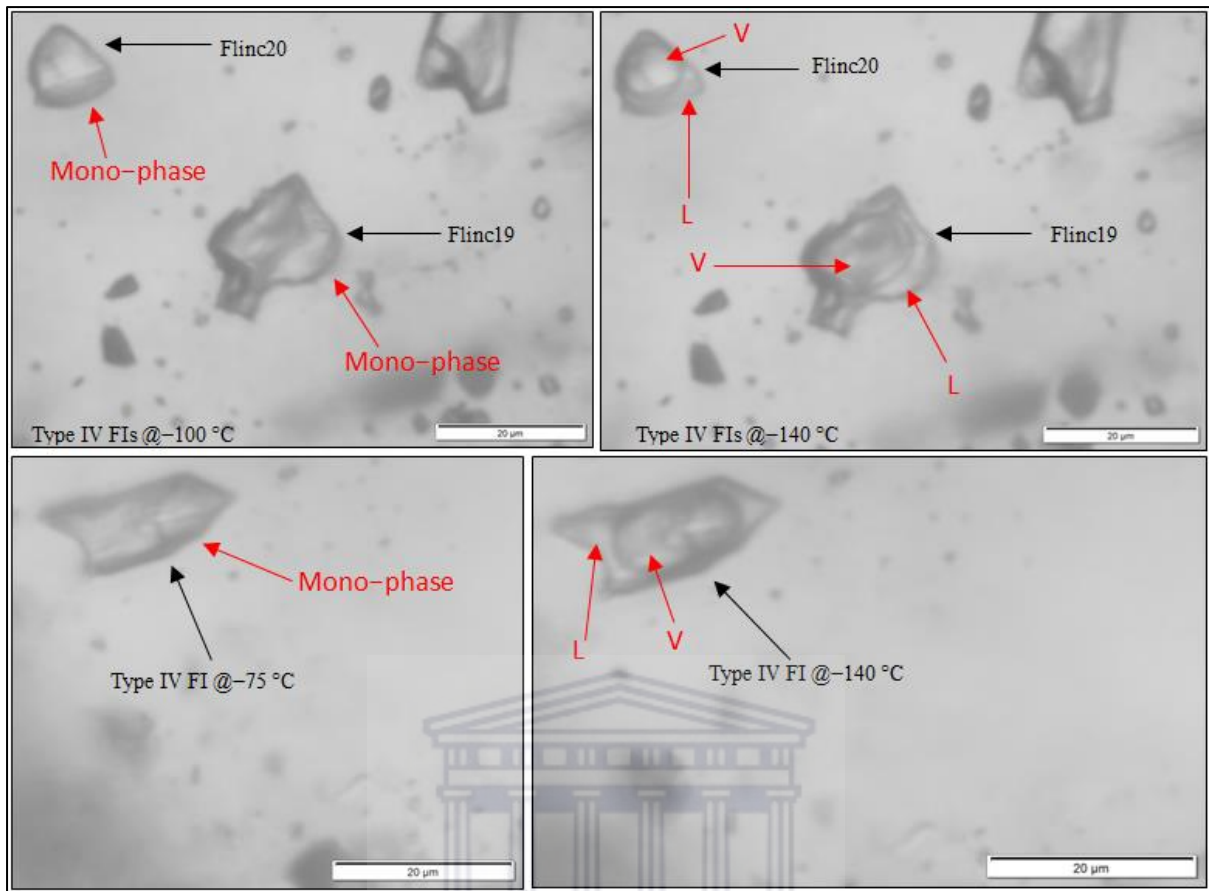 Flinc20
Mono-phase
Flinc19
Mono-phase
Type IV FIs @-100 °C
20 µm
V
Flinc20
L
Flinc19
V
L
Type IV FIs @-140 °C
20 µm
Mono-phase
Type IV FI @-75 °C
20 µm
L
V
Type IV FI @-140 °C
20 µm